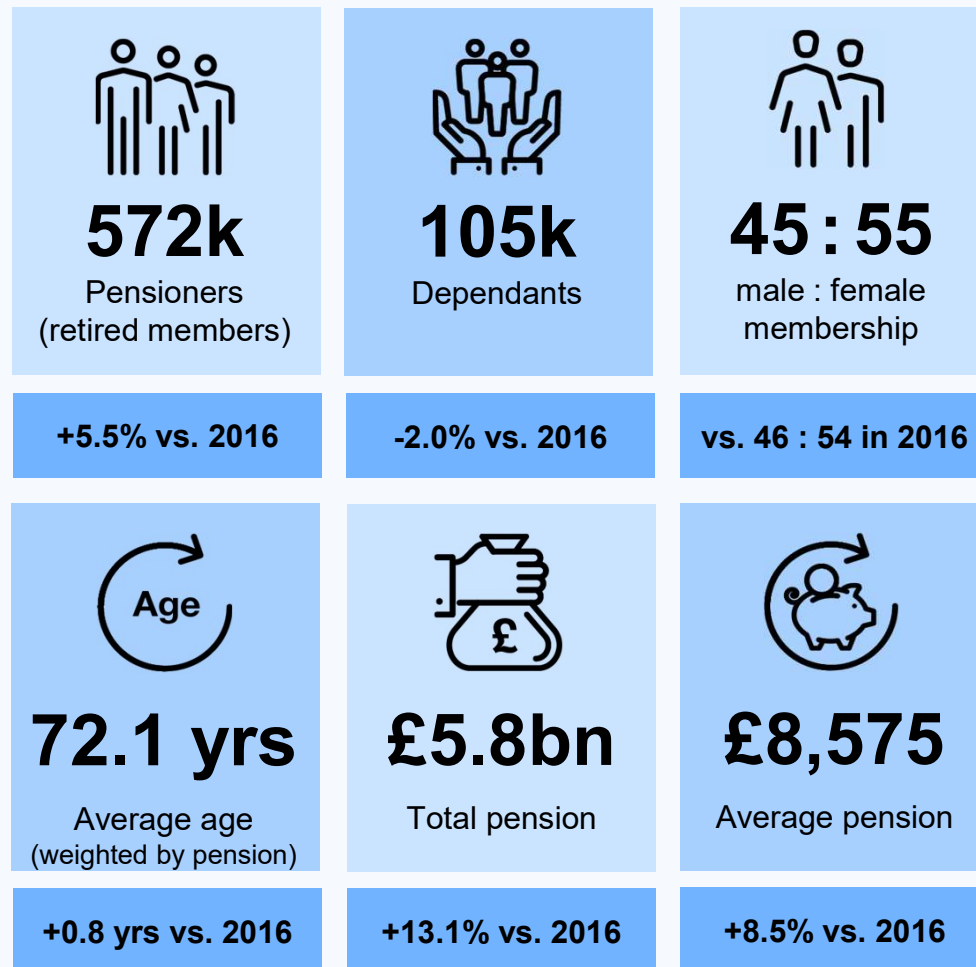 572k
Pensioners
(retired members)
+5.5% vs. 2016
105k
Dependants
-2.0% vs. 2016
45 : 55
male : female
membership
vs. 46 : 54 in 2016
Age
72.1 yrs
Average age
(weighted by pension)
+0.8 yrs vs. 2016
£
£5.8bn
Total pension
+13.1% vs. 2016
£8,575
Average pension
+8.5% vs. 2016